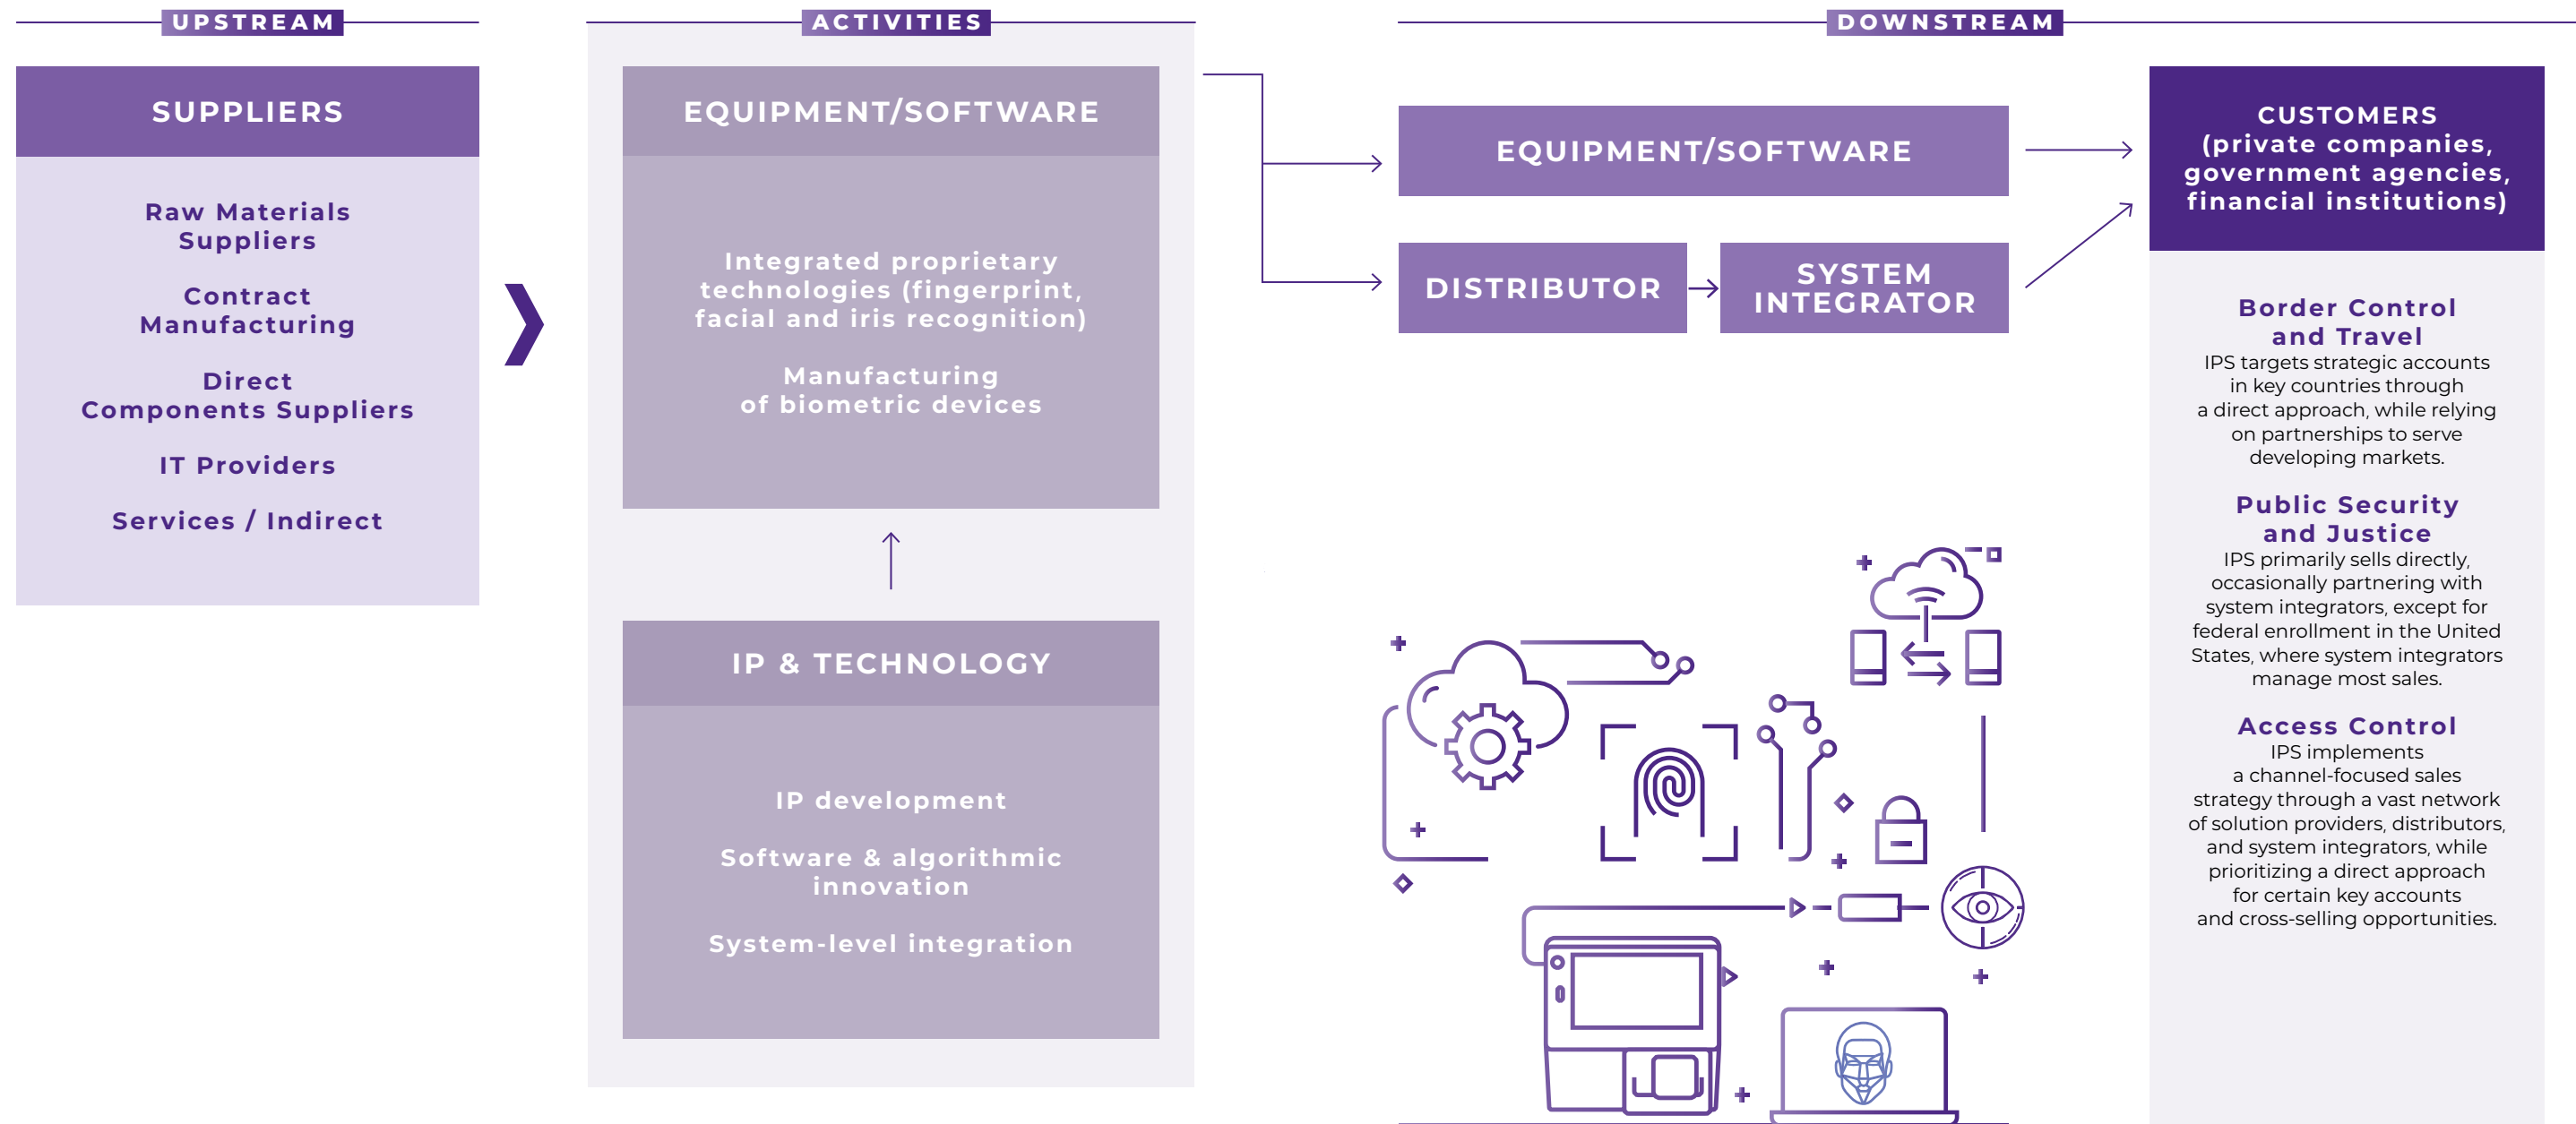 UPSTREAM
SUPPLIERS
Raw Materials
Suppliers
Contract
Manufacturing
Direct
Components Suppliers
IT Providers
Services / Indirect
ACTIVITIES
EQUIPMENT/SOFTWARE
Integrated proprietary
technologies (fingerprint,
facial and iris recognition)
Manufacturing
of biometric devices
IP & TECHNOLOGY
IP development
Software & algorithmic
innovation
System-level integration
DOWNSTREAM
EQUIPMENT/SOFTWARE
DISTRIBUTOR
SYSTEM
INTEGRATOR
CUSTOMERS
(private companies,
government agencies,
financial institutions)
Border Control
and Travel
IPS targets strategic accounts
in key countries through
a direct approach, while relying
on partnerships to serve
developing markets.
Public Security
and Justice
IPS primarily sells directly,
occasionally partnering with
system integrators, except for
federal enrollment in the United
States, where system integrators
manage most sales.
Access Control
IPS implements
a channel-focused sales
strategy through a vast network
of solution providers, distributors,
and system integrators, while
prioritizing a direct approach
for certain key accounts
and cross-selling opportunities.